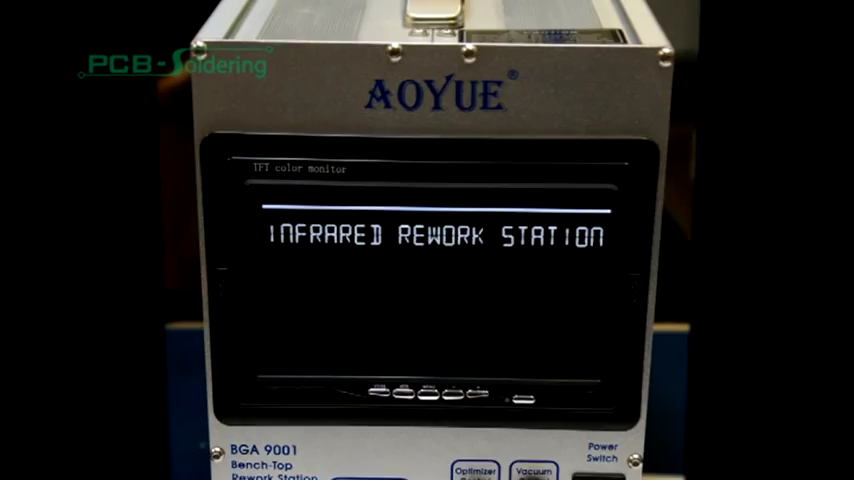 PCB-Soldering
AOYUE®
TFT color monitor
INFRARED REWORK STATION
BGA 9001
Bench-Top
Rework Station
Power
Switch
Optimizer
Vacuum